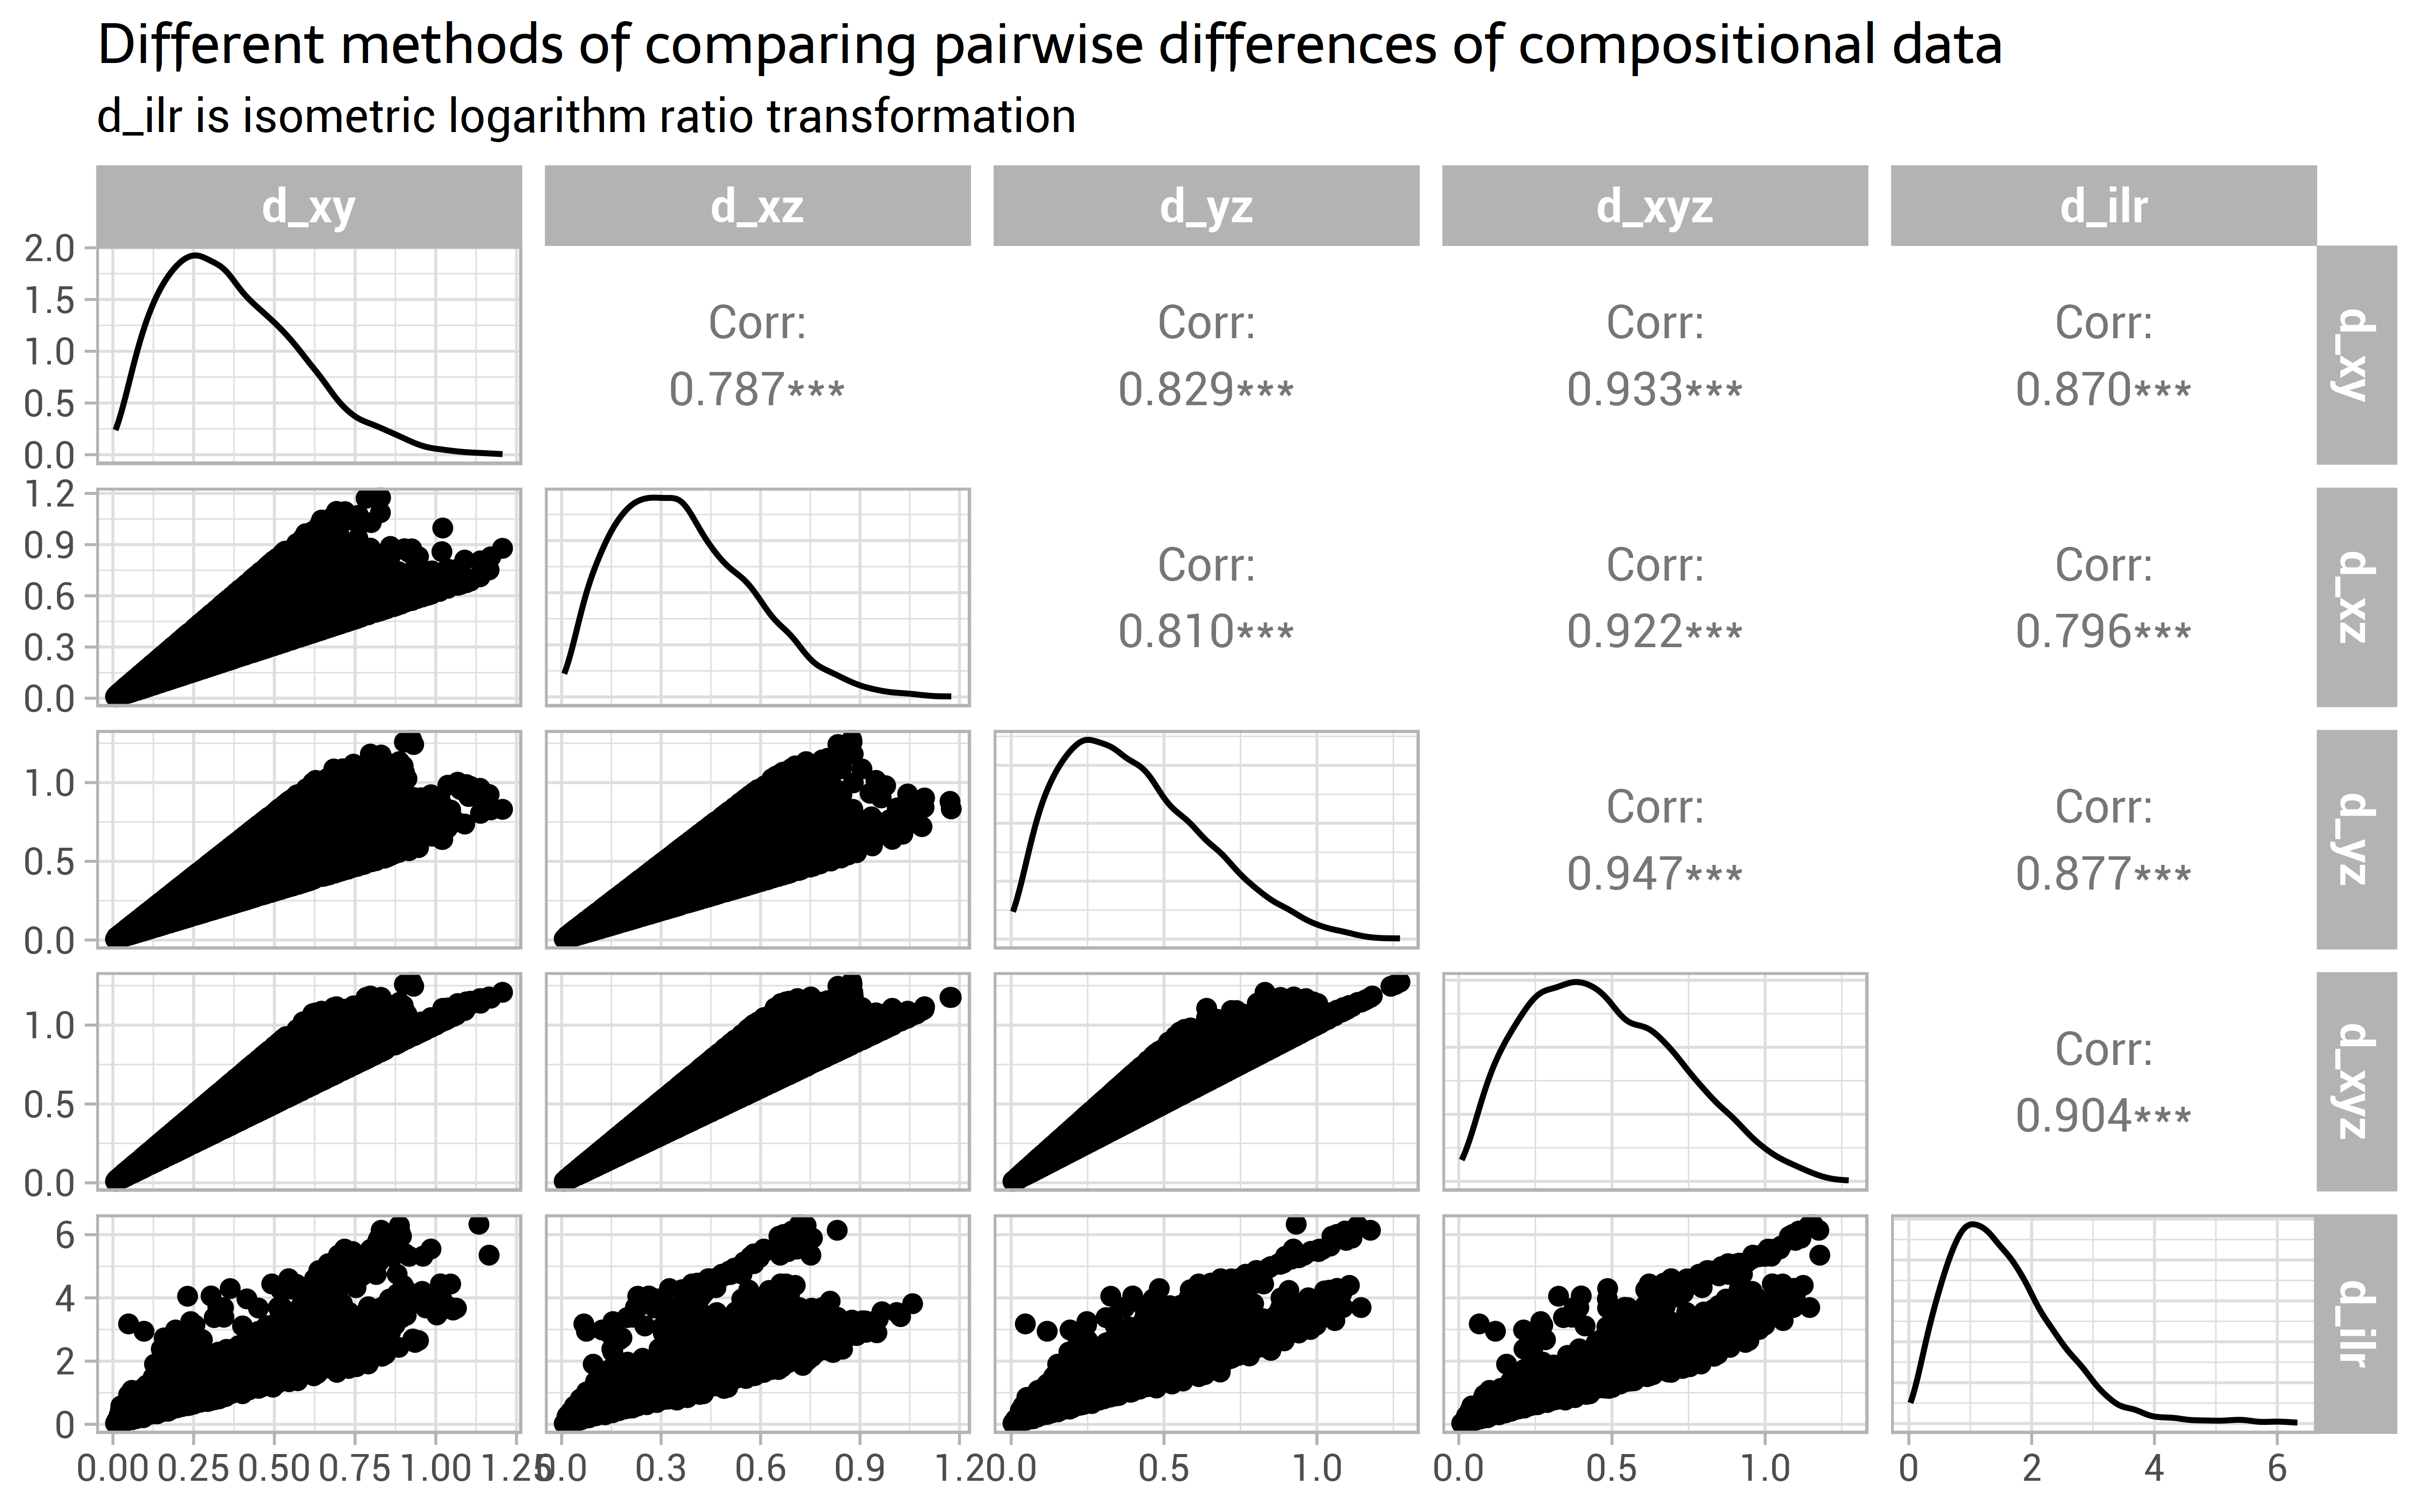 Different methods of comparing pairwise differences of compositional data
d_ilr is isometric logarithm ratio transformation
d_xy d_xz d_yz d_xyz d_ilr
2.0
1.5
1.0
0.5
0.0
Corr:
0.787***
Corr:
0.829***
Corr:
0.933***
Corr:
0.870***
d_xy
1.2
0.9
0.6
0.3
0.0
Corr:
0.810***
Corr:
0.922***
Corr:
0.796***
d_xz
1.0
0.5
0.0
Corr:
0.947***
Corr:
0.877***
d_yz
1.0
0.5
0.0
Corr:
0.904***
d_xyz
6
4
2
0
d_ilr
0.00 0.25 0.50 0.75 1.00 1.25
0.0 0.3 0.6 0.9 1.2
0.0 0.5 1.0
0.0 0.5 1.0
0 2 4 6